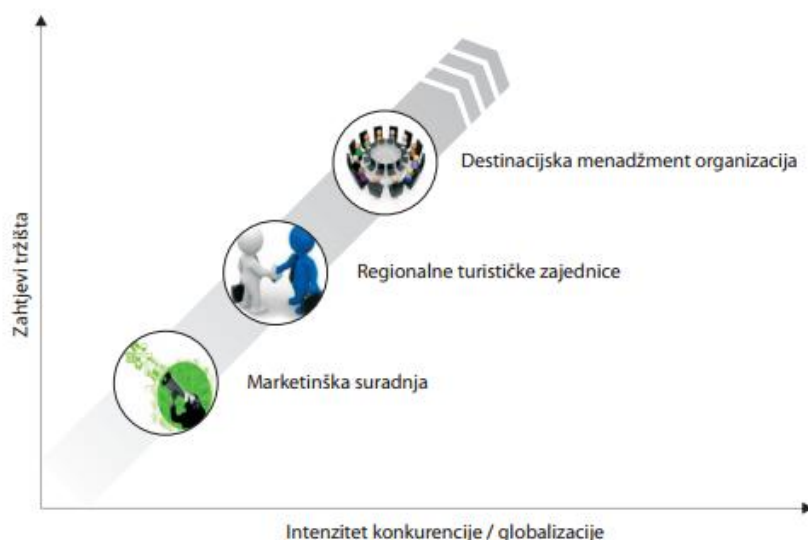 Zahtjevi tržišta
Destinacijska menadžment organizacija
Regionalne turističke zajednice
Marketinška suradnja
Intenzitet konkurencije / globalizacije